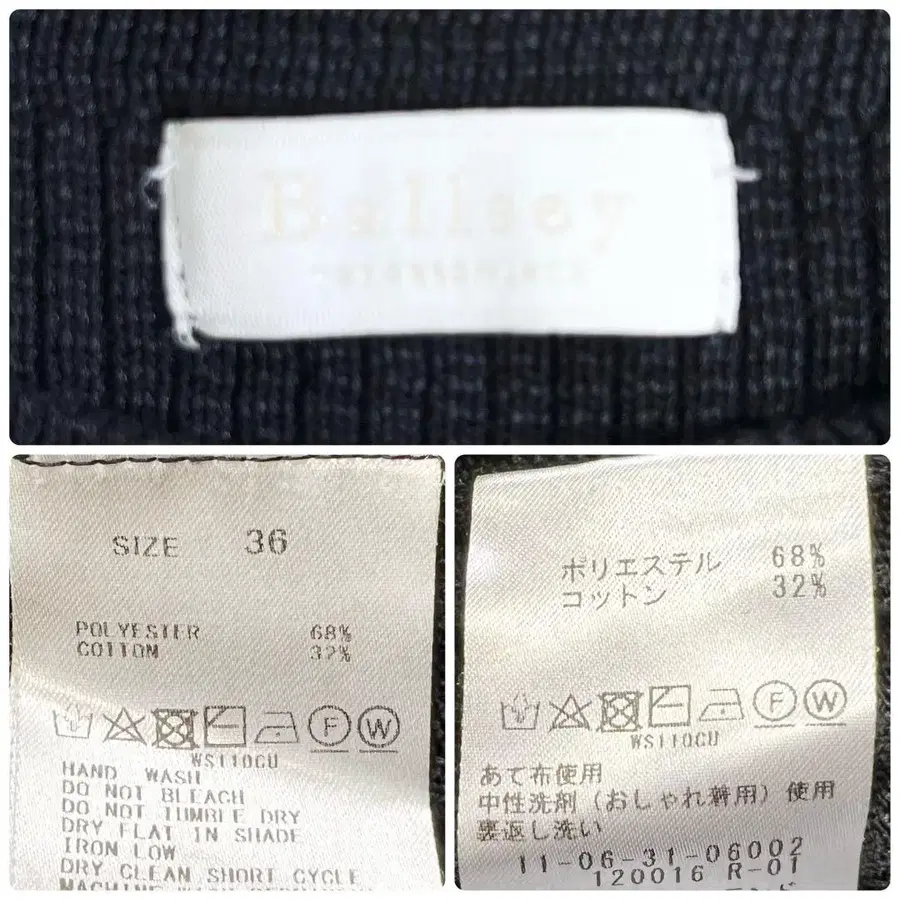 Ballsey
SIZE 36
POLYESTER 68%
COTTON 32%
F W
WS110CU
HAND WASH
DO NOT BLEACH
DO NOT TUMBLE DRY
DRY FLAT IN SHADE
IRON LOW
DRY CLEAN SHORT CYCLE
ポリエステル 68%
コットン 32%
F W
WS110CU
あて布使用
中性洗剤（おしゃれ着用）使用
裏返し洗い
11-06-31-06002
120016 R-01